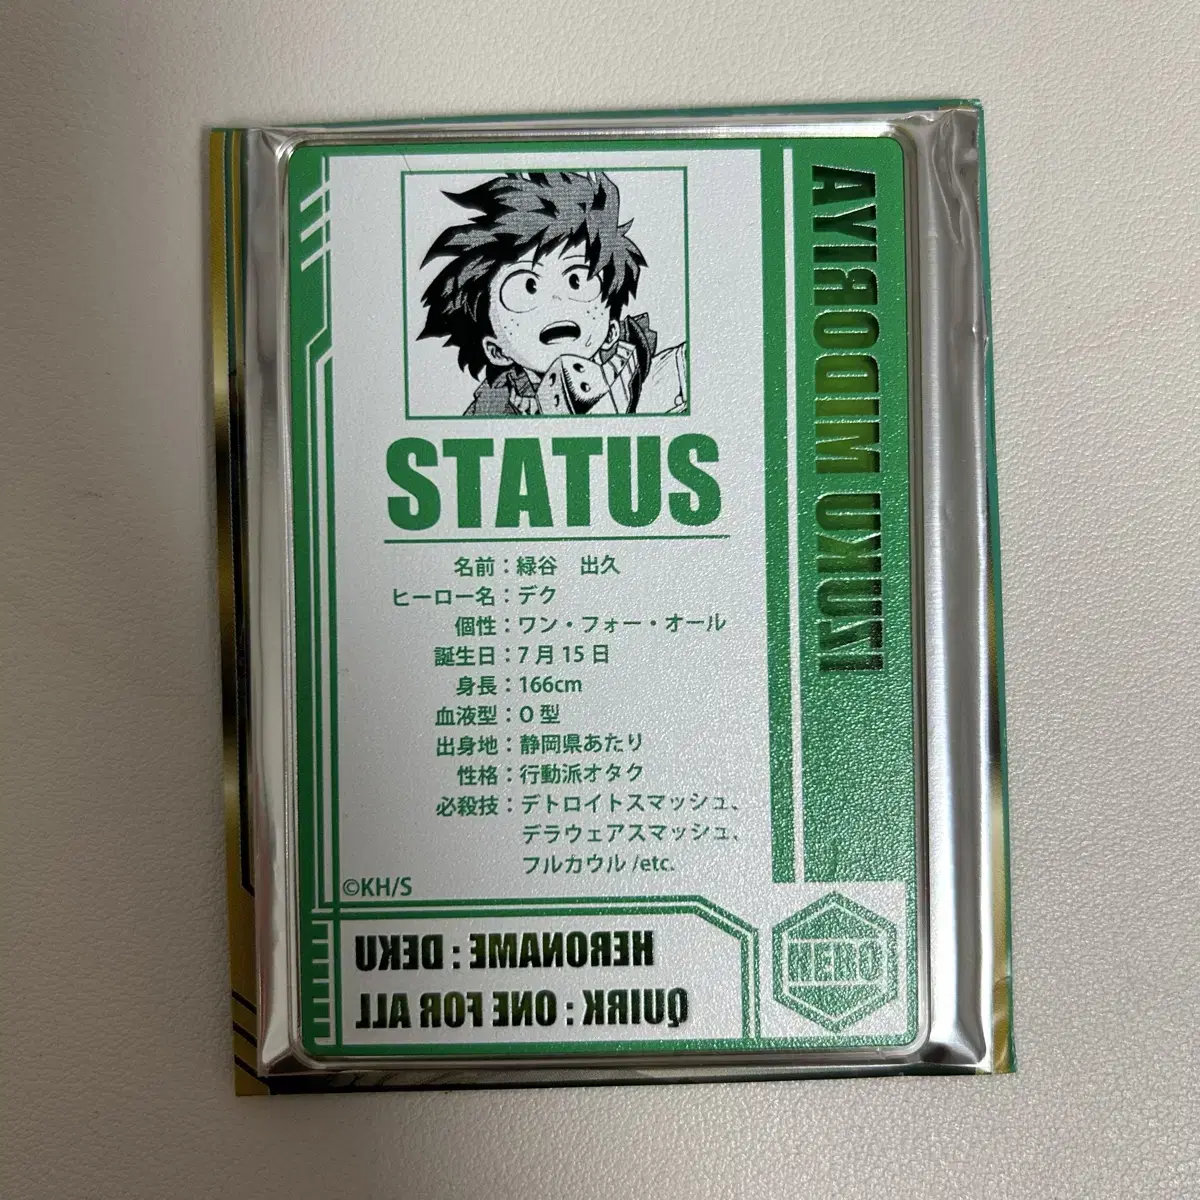 STATUS
名前：緑谷　出久
ヒーロー名：デク
個性：ワン・フォー・オール
誕生日：7月15日
身長：166cm
血液型：O型
出身地：静岡県あたり
性格：行動派オタク
必殺技：デトロイトスマッシュ、
デラウェアスマッシュ、
フルカウル /etc.
©KH/S
HERONAME : DEKU
QUIRK : ONE FOR ALL
IZUKU MIDORIYA
HERO